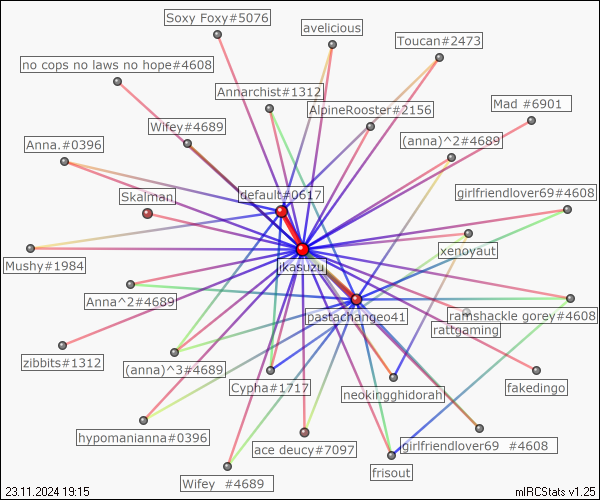 Soxy Foxy#5076
avelicious
Toucan#2473
no cops no laws no hope#4608
Annarchist#1312
AlpineRooster#2156
Mad #6901
Wifey#4689
(anna)^2#4689
Anna.#0396
Skalman
default#0617
girlfriendlover69#4608
xenoyaut
Mushy#1984
ikasuzu
Anna^2#4689
pastachangeo41
ramshackle gorey#4608
rattgaming
zibbits#1312
(anna)^3#4689
Cypha#1717
neokingghidorah
fakedingo
hypomanianna#0396
ace deucy#7097
girlfriendlover69 #4608
frisout
Wifey #4689
23.11.2024 19:15
mIRCStats v1.25